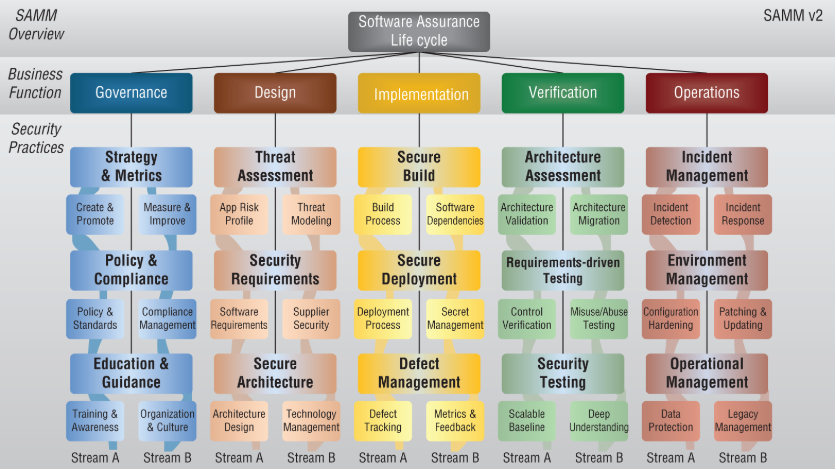 SAMM
Overview
Software Assurance
Life cycle
SAMM v2
Business
Function
Governance
Design
Implementation
Verification
Operations
Security
Practices
Strategy
& Metrics
Threat
Assessment
Secure
Build
Architecture
Assessment
Incident
Management
Create &
Promote
Measure &
Improve
App Risk
Profile
Threat
Modeling
Build
Process
Software
Dependencies
Architecture
Validation
Architecture
Migration
Incident
Detection
Incident
Response
Policy &
Compliance
Security
Requirements
Secure
Deployment
Requirements-driven
Testing
Environment
Management
Policy &
Standards
Compliance
Management
Software
Requirements
Supplier
Security
Deployment
Process
Secret
Management
Control
Verification
Misuse/Abuse
Testing
Configuration
Hardening
Patching &
Updating
Education &
Guidance
Secure
Architecture
Defect
Management
Security
Testing
Operational
Management
Training &
Awareness
Organization
& Culture
Architecture
Design
Technology
Management
Defect
Tracking
Metrics &
Feedback
Scalable
Baseline
Deep
Understanding
Data
Protection
Legacy
Management
Stream A
Stream B
Stream A
Stream B
Stream A
Stream B
Stream A
Stream B
Stream A
Stream B